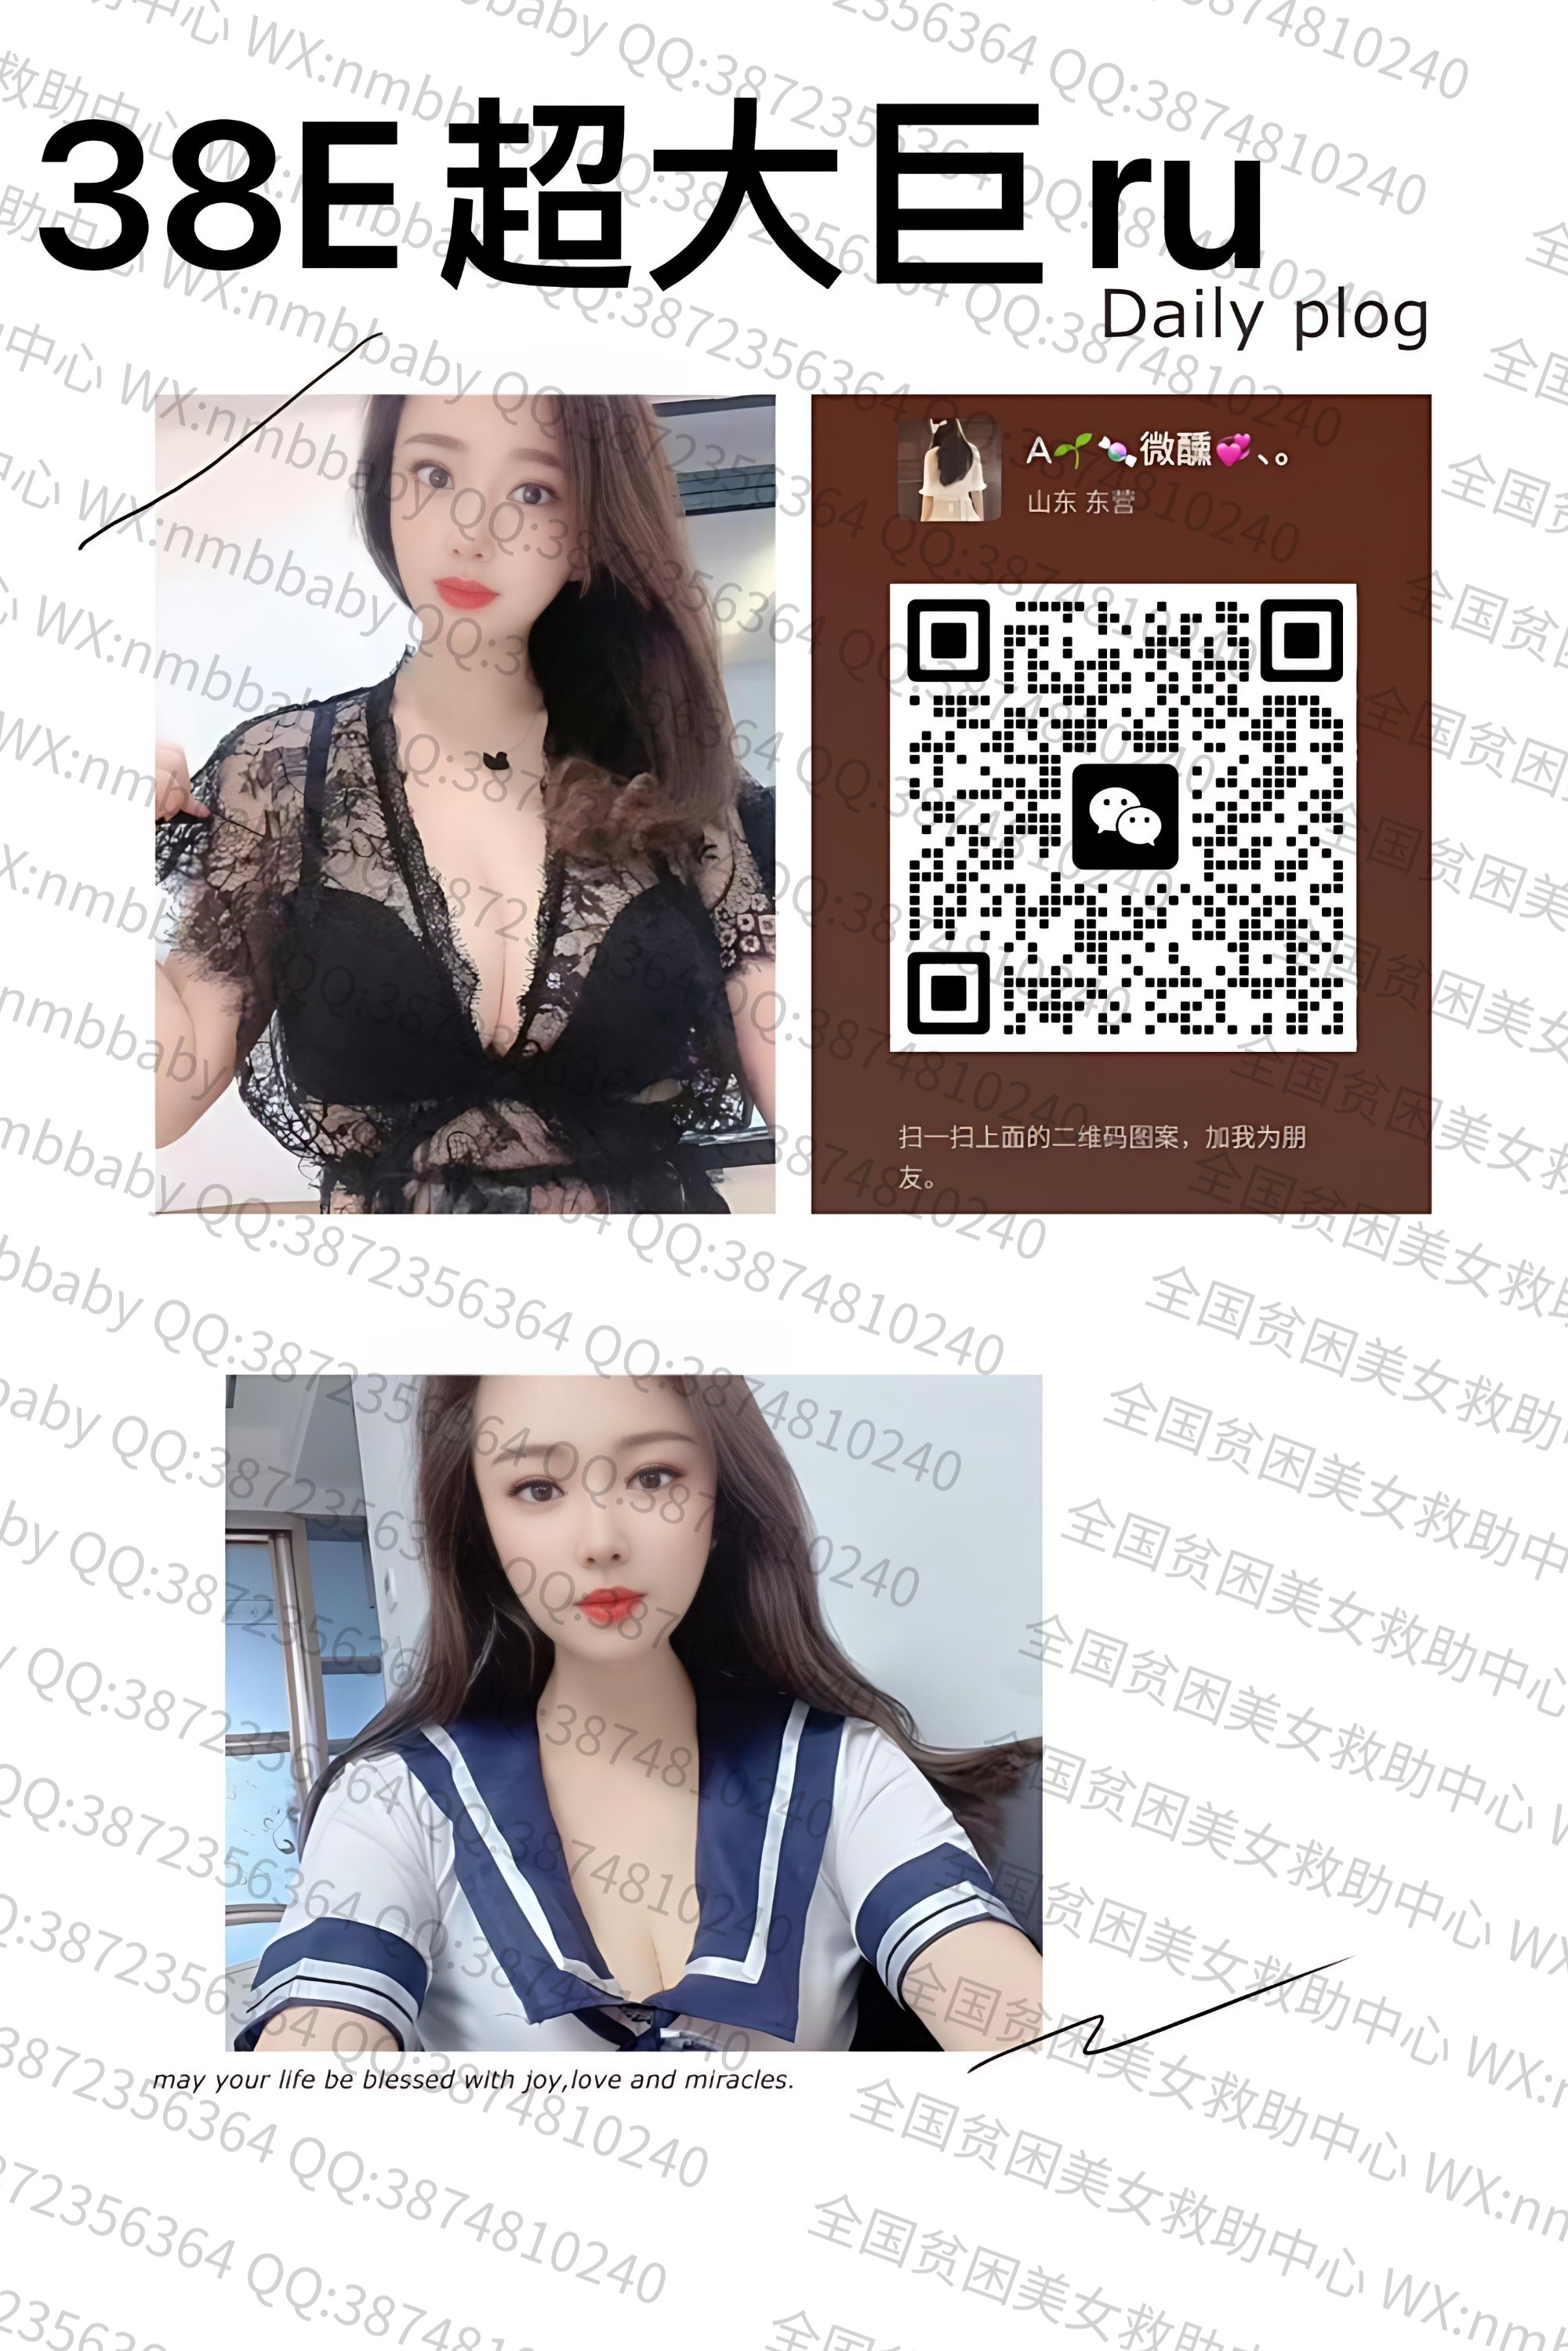 38E超大巨ru
Daily plog
A🌱🍬微醺💞、。
山东 东营
扫一扫上面的二维码图案，加我为朋
友。
may your life be blessed with joy,love and miracles.
全国贫困美女救助中心 WX:nmbbaby QQ:3872356364 QQ:3874810240